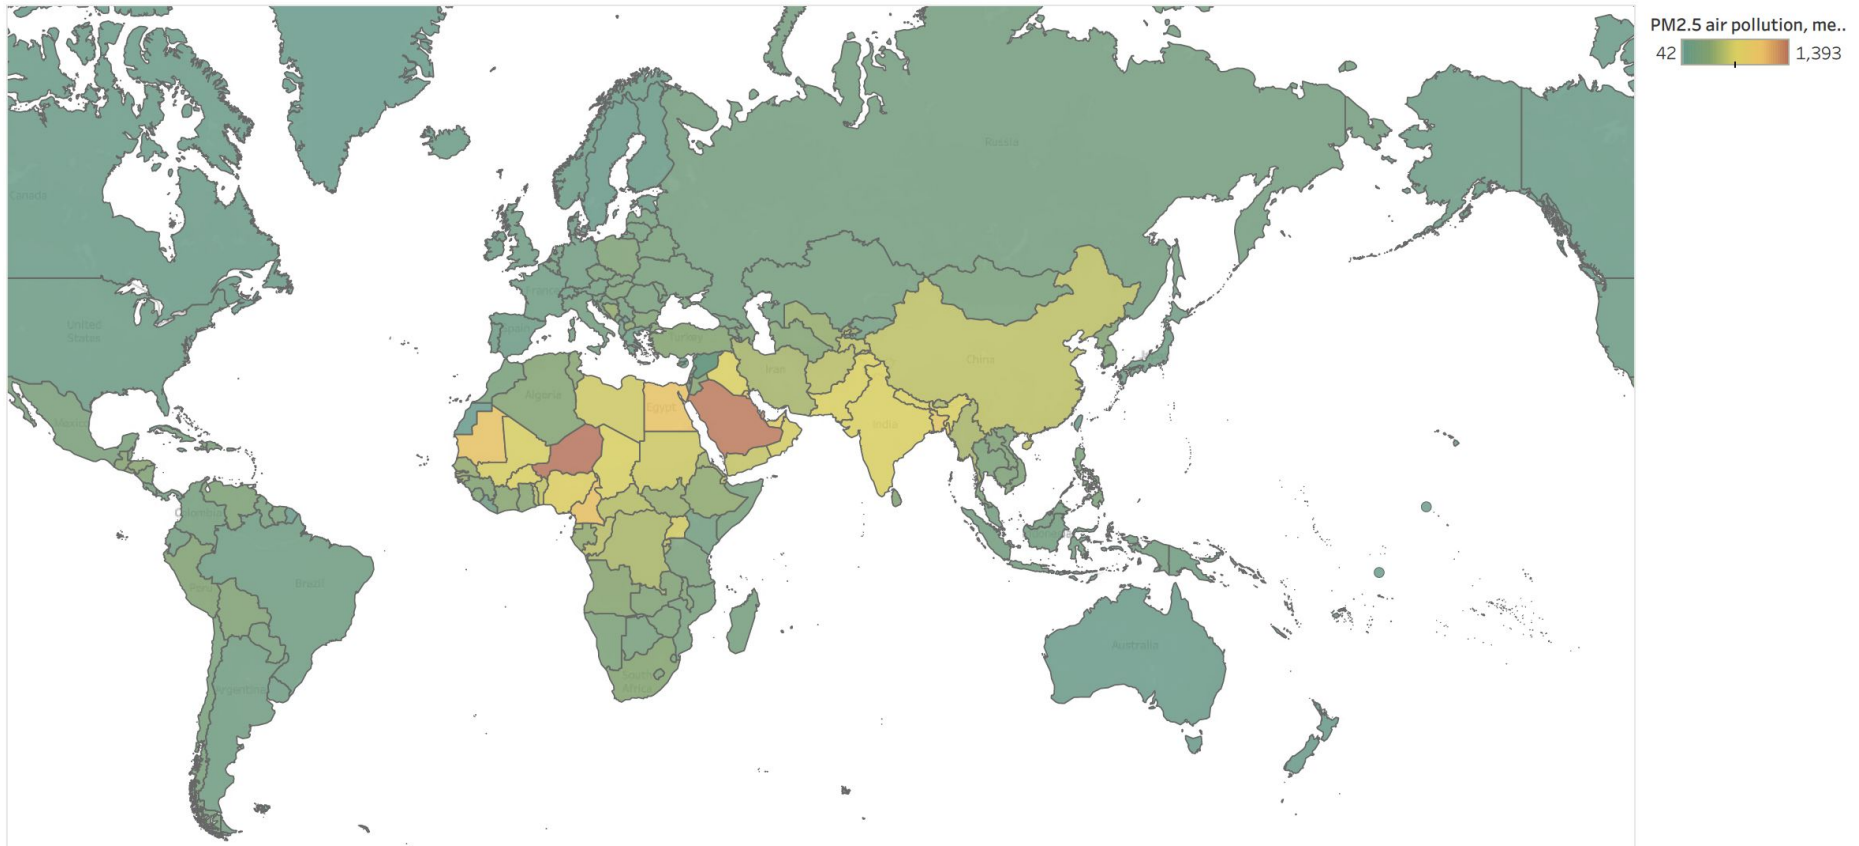 PM2.5 air pollution, me..
42
1,393
Russia
Canada
France
United
States
Spain
Turkey
China
Iran
Algeria
Egypt
Mexico
India
Colombia
Brazil
Peru
Australia
South
Africa
Argentina